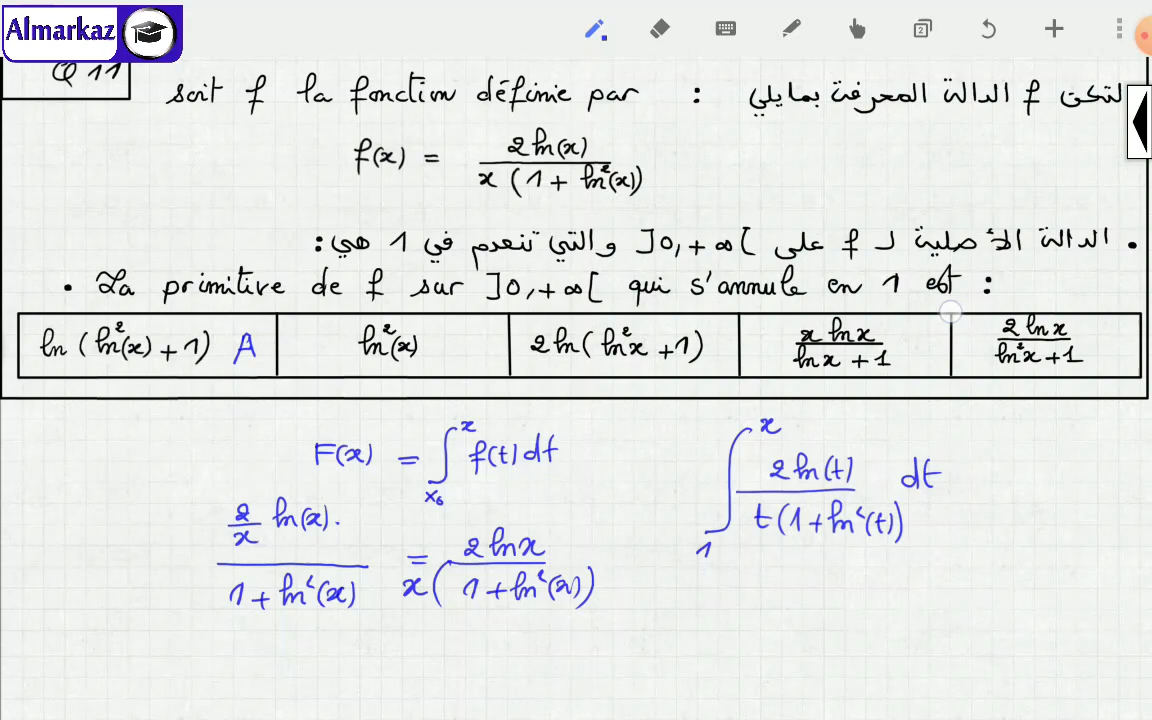 Almarkaz
Q 11
soit f la fonction définie par : لتكن f الدالة المعرفة بمايلي
f(x) = 2ln(x) / x(1 + ln²(x))
• الدالة الأصلية لـ f على ]0,+∞[ والتي تنعدم في 1 هي:
• La primitive de f sur ]0,+∞[ qui s'annule en 1 est :
ln(ln²(x)+1) A | ln²(x) | 2ln(ln²x+1) | x lnx / lnx+1 | 2lnx / ln²x+1
F(x) = ∫_{x₀}^{x} f(t)dt
∫_{1}^{x} 2ln(t) / t(1+ln²(t)) dt
2/x ln(x). / 1+ln²(x) = 2lnx / x(1+ln²(x))